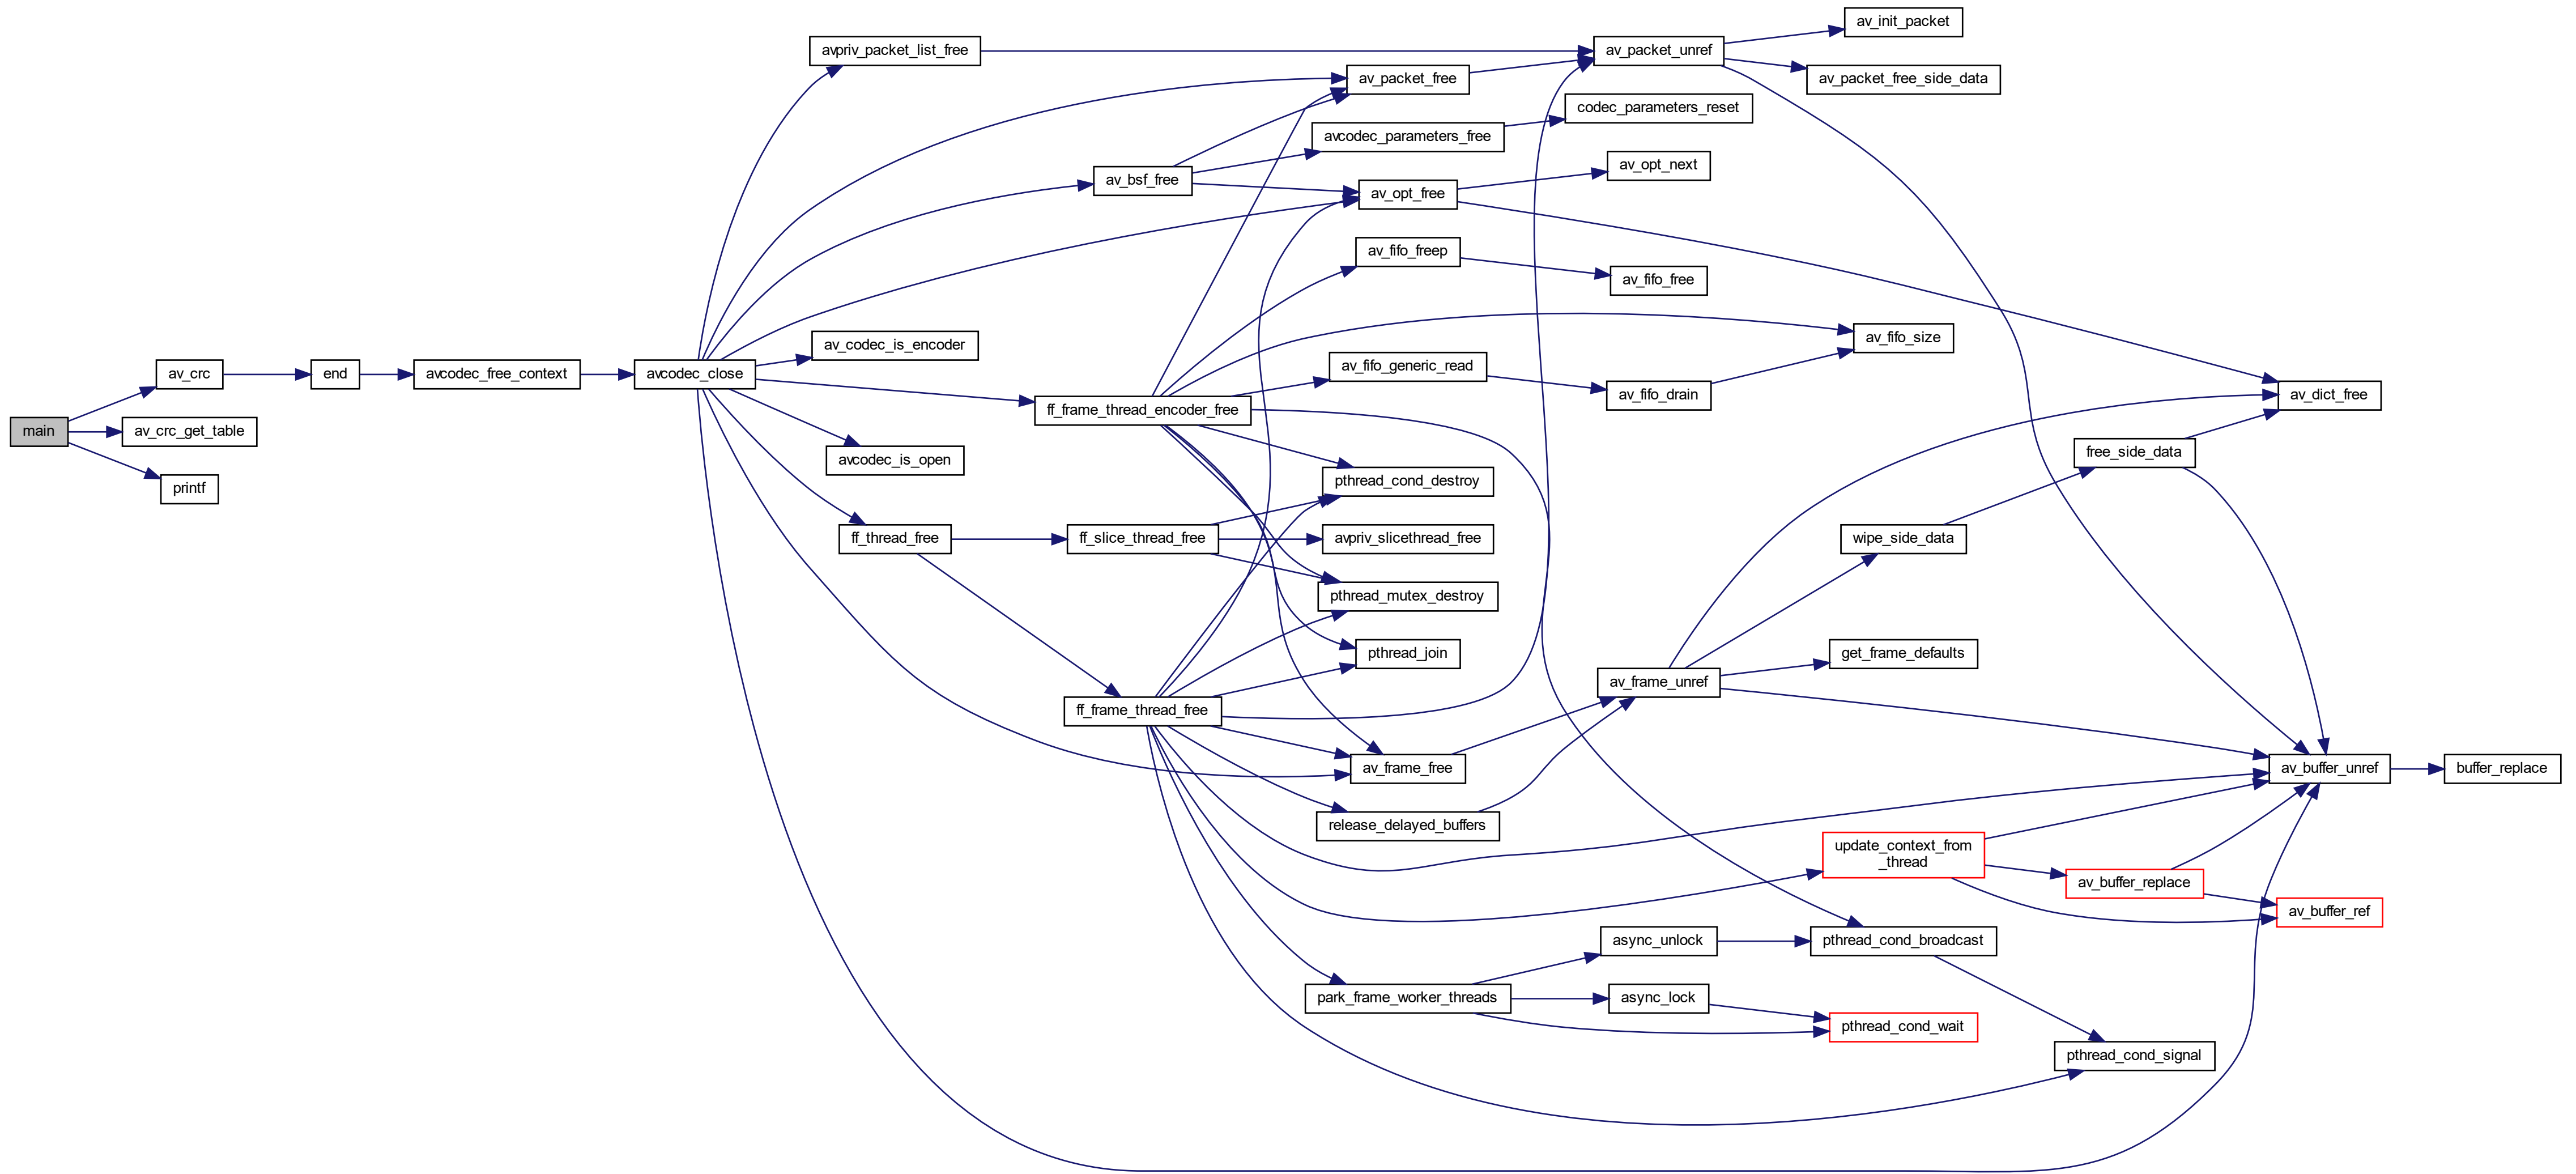 main
av_crc
av_crc_get_table
printf
end
avcodec_free_context
avcodec_close
avpriv_packet_list_free
av_codec_is_encoder
avcodec_is_open
ff_thread_free
av_bsf_free
ff_frame_thread_encoder_free
ff_slice_thread_free
ff_frame_thread_free
av_packet_free
avcodec_parameters_free
av_opt_free
av_fifo_freep
av_fifo_generic_read
pthread_cond_destroy
avpriv_slicethread_free
pthread_mutex_destroy
pthread_join
av_frame_free
release_delayed_buffers
park_frame_worker_threads
av_packet_unref
codec_parameters_reset
av_opt_next
av_fifo_free
av_fifo_drain
av_frame_unref
async_unlock
async_lock
av_init_packet
av_packet_free_side_data
av_fifo_size
wipe_side_data
get_frame_defaults
update_context_from
_thread
pthread_cond_broadcast
pthread_cond_wait
free_side_data
av_buffer_replace
pthread_cond_signal
av_dict_free
av_buffer_unref
av_buffer_ref
buffer_replace